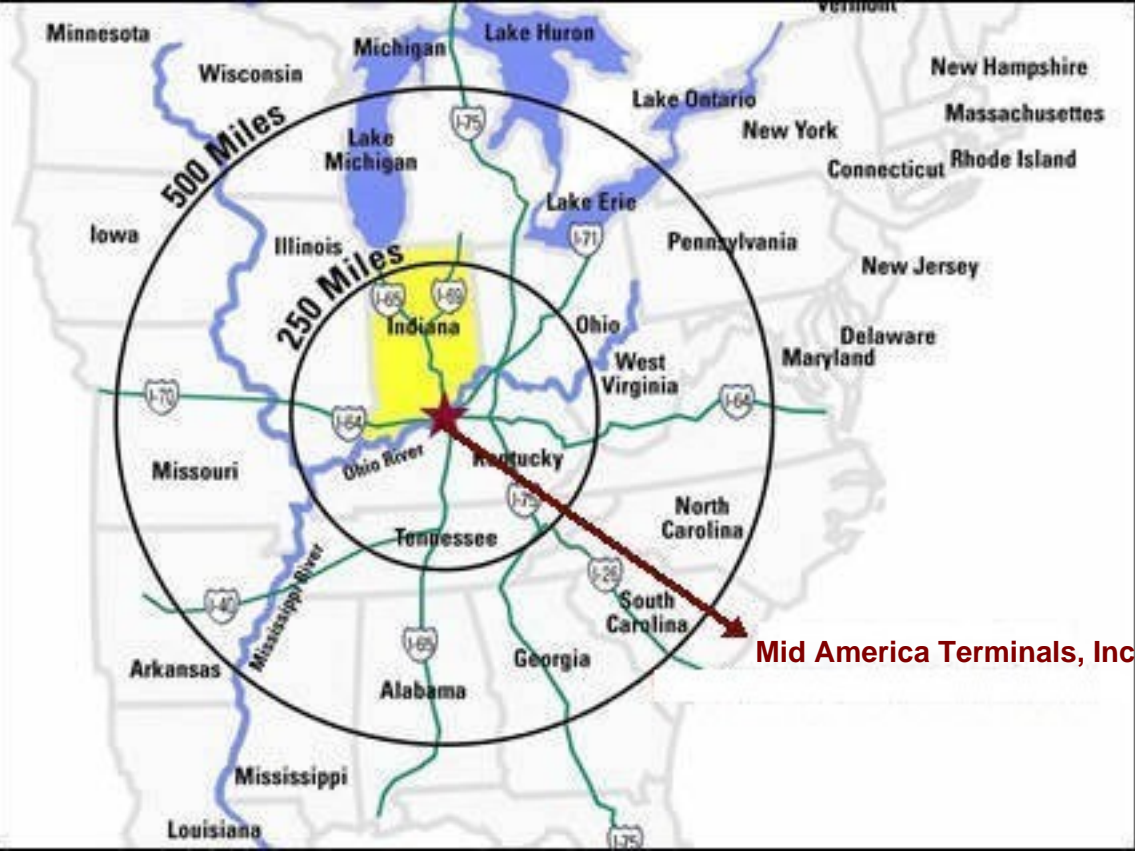 Vermont
Minnesota
Michigan
Lake Huron
Wisconsin
New Hampshire
Lake Ontario
Massachusetts
500 Miles
I-75
New York
Lake
Michigan
Connecticut
Rhode Island
Lake Erie
Iowa
Illinois
I-71
Pennsylvania
New Jersey
250 Miles
I-65
I-69
Indiana
Ohio
Delaware
Maryland
West
Virginia
I-70
I-64
I-64
Missouri
Ohio River
Kentucky
I-75
North
Carolina
Tennessee
Mississippi River
I-40
I-26
South
Carolina
I-65
Mid America Terminals, Inc
Arkansas
Georgia
Alabama
Mississippi
Louisiana
I-75